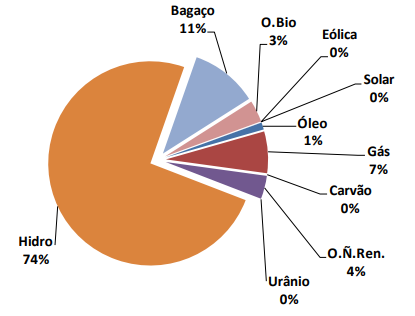 Bagaço
11%
O.Bio
3%
Eólica
0%
Solar
0%
Óleo
1%
Gás
7%
Carvão
0%
O.Ñ.Ren.
4%
Urânio
0%
Hidro
74%